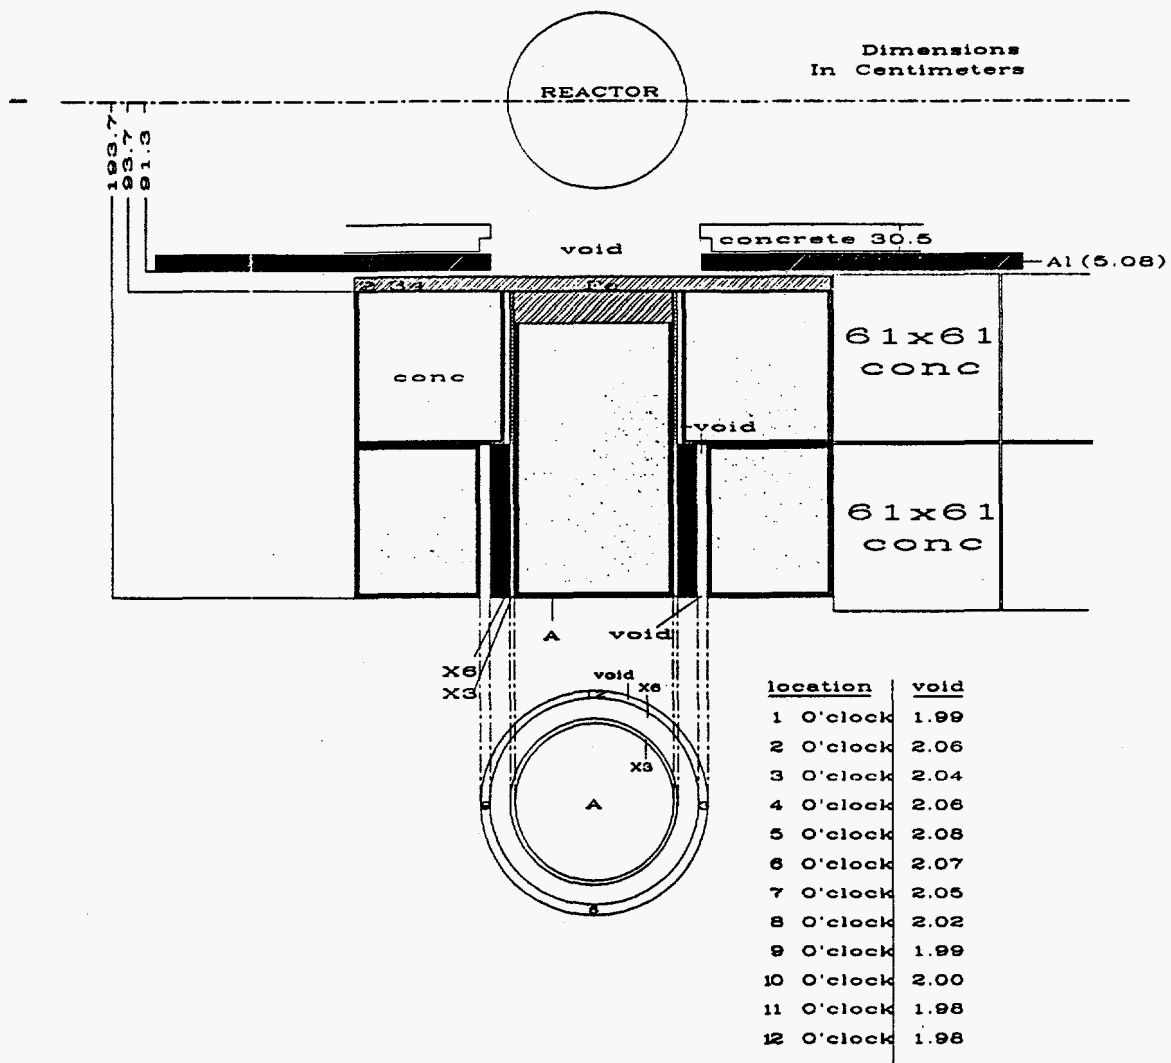 Dimensions
In Centimeters
REACTOR
193.7
93.7
91.3
void
concrete 30.5
Al (5.08)
61x61
conc
conc
void
61x61
conc
A
void
X6
X3
void
X6
12
X3
A
9
3
6
location void
1 O'clock 1.99
2 O'clock 2.06
3 O'clock 2.04
4 O'clock 2.06
5 O'clock 2.08
6 O'clock 2.07
7 O'clock 2.05
8 O'clock 2.02
9 O'clock 1.99
10 O'clock 2.00
11 O'clock 1.98
12 O'clock 1.98